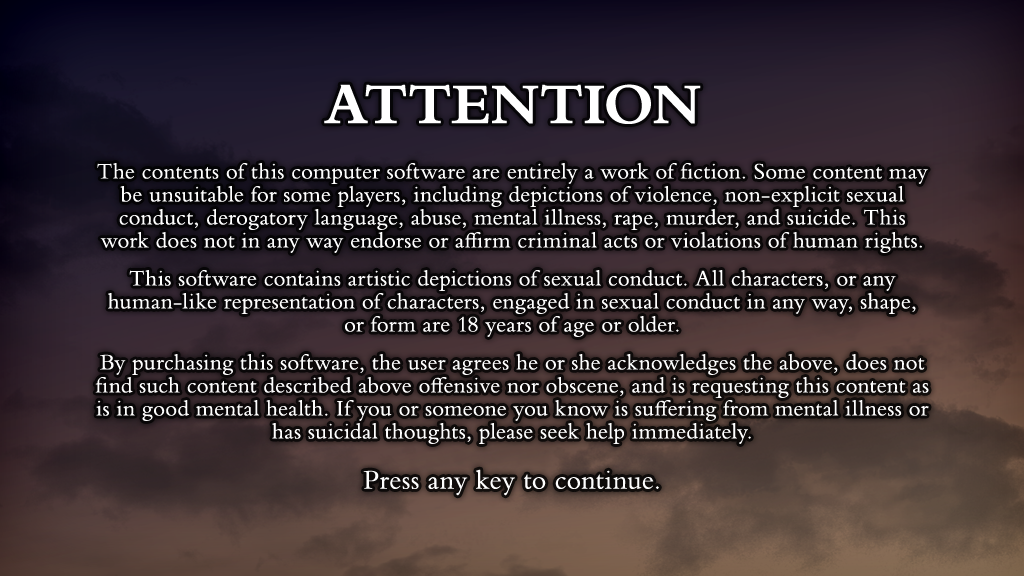 ATTENTION
The contents of this computer software are entirely a work of fiction. Some content may
be unsuitable for some players, including depictions of violence, non-explicit sexual
conduct, derogatory language, abuse, mental illness, rape, murder, and suicide. This
work does not in any way endorse or affirm criminal acts or violations of human rights.
This software contains artistic depictions of sexual conduct. All characters, or any
human-like representation of characters, engaged in sexual conduct in any way, shape,
or form are 18 years of age or older.
By purchasing this software, the user agrees he or she acknowledges the above, does not
find such content described above offensive nor obscene, and is requesting this content as
is in good mental health. If you or someone you know is suffering from mental illness or
has suicidal thoughts, please seek help immediately.
Press any key to continue.